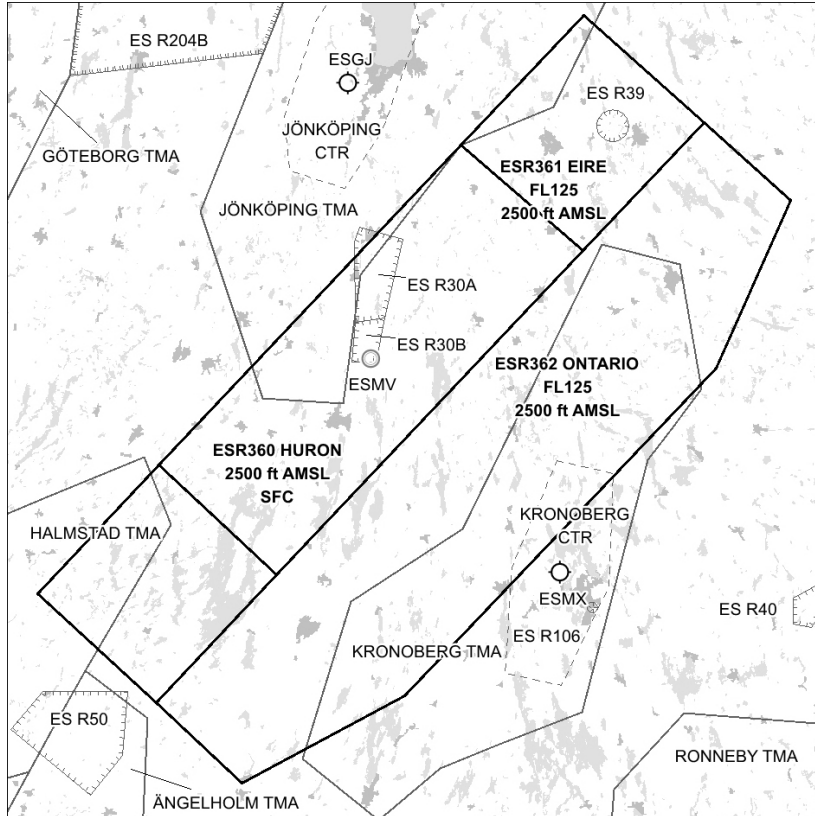 ES R204B
ESGJ
ES R39
JÖNKÖPING
CTR
GÖTEBORG TMA
ESR361 EIRE
FL125
2500 ft AMSL
JÖNKÖPING TMA
ES R30A
ES R30B
ESMV
ESR362 ONTARIO
FL125
2500 ft AMSL
ESR360 HURON
2500 ft AMSL
SFC
HALMSTAD TMA
KRONOBERG
CTR
ESMX
ES R40
ES R106
KRONOBERG TMA
ES R50
RONNEBY TMA
ÄNGELHOLM TMA